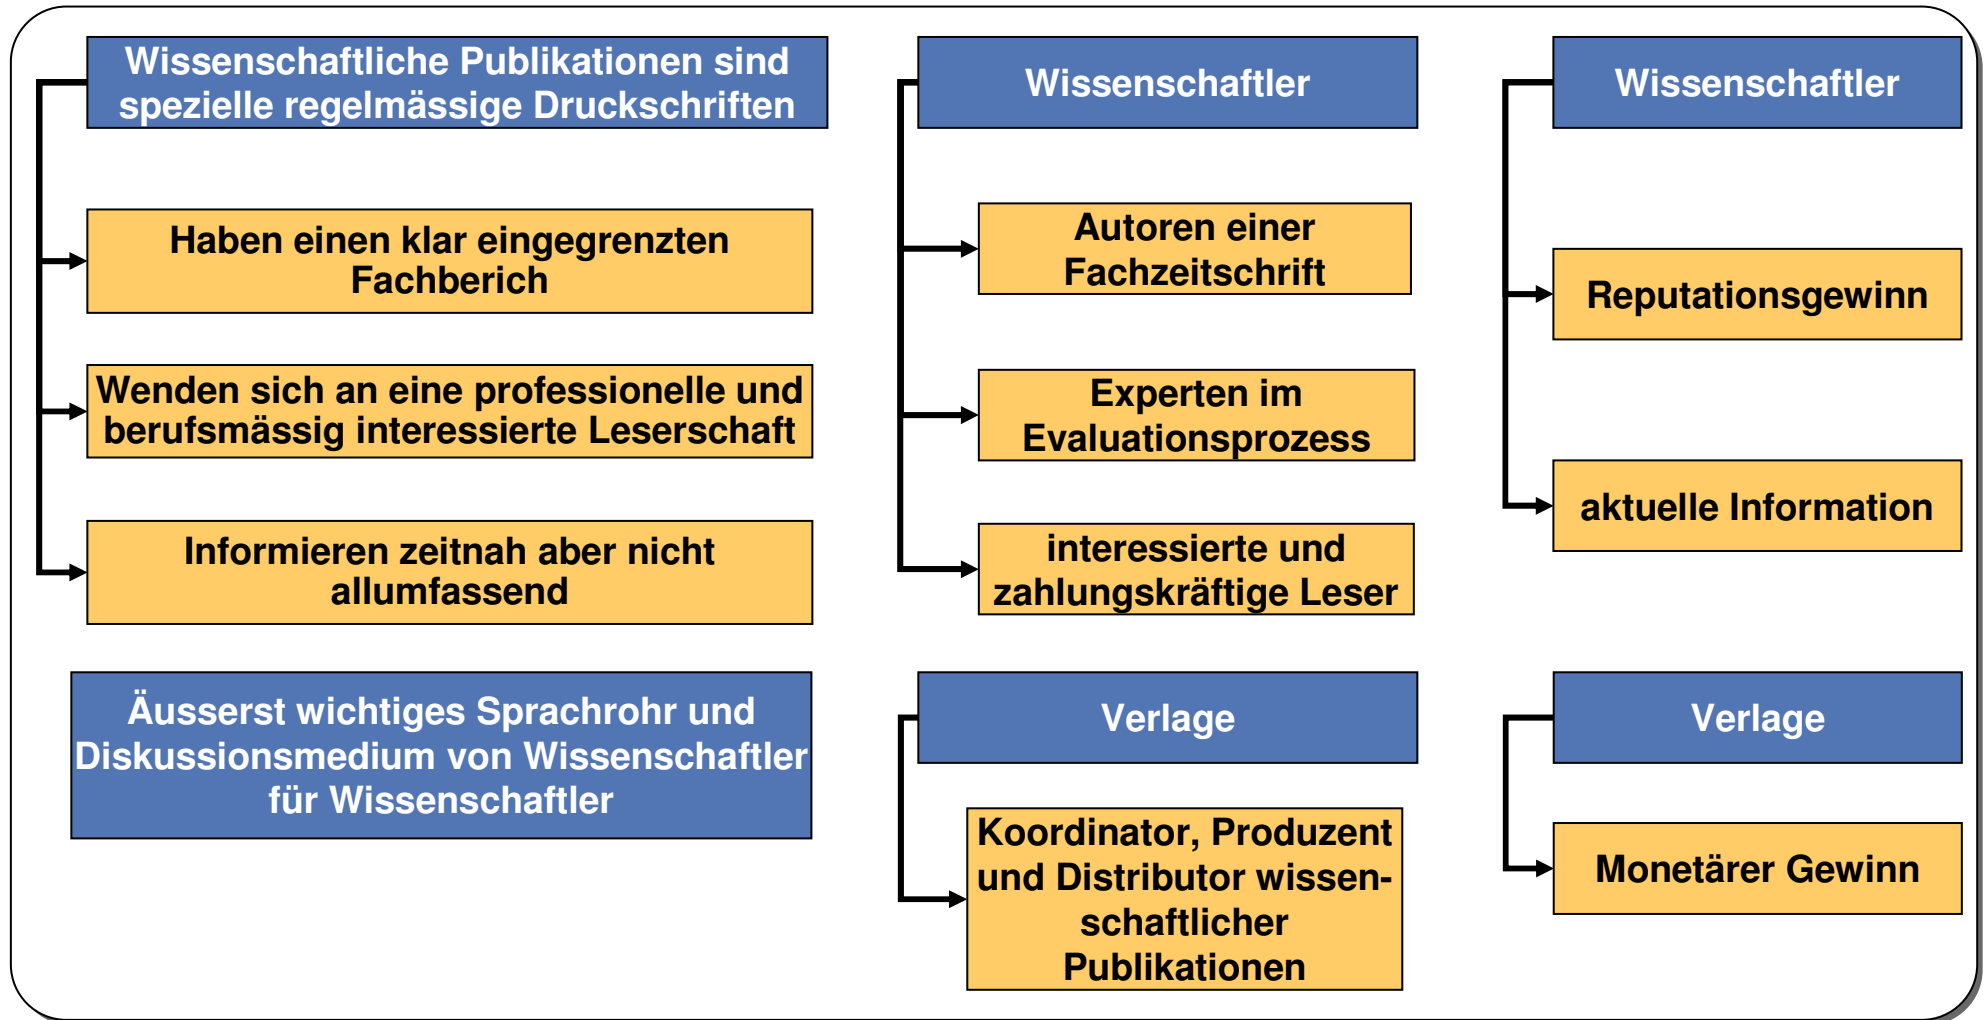 Wissenschaftliche Publikationen sind
spezielle regelmässige Druckschriften
Haben einen klar eingegrenzten
Fachberich
Wenden sich an eine professionelle und
berufsmässig interessierte Leserschaft
Informieren zeitnah aber nicht
allumfassend
Äusserst wichtiges Sprachrohr und
Diskussionsmedium von Wissenschaftler
für Wissenschaftler
Wissenschaftler
Autoren einer
Fachzeitschrift
Experten im
Evaluationsprozess
interessierte und
zahlungskräftige Leser
Verlage
Koordinator, Produzent
und Distributor wissen-
schaftlicher
Publikationen
Wissenschaftler
Reputationsgewinn
aktuelle Information
Verlage
Monetärer Gewinn